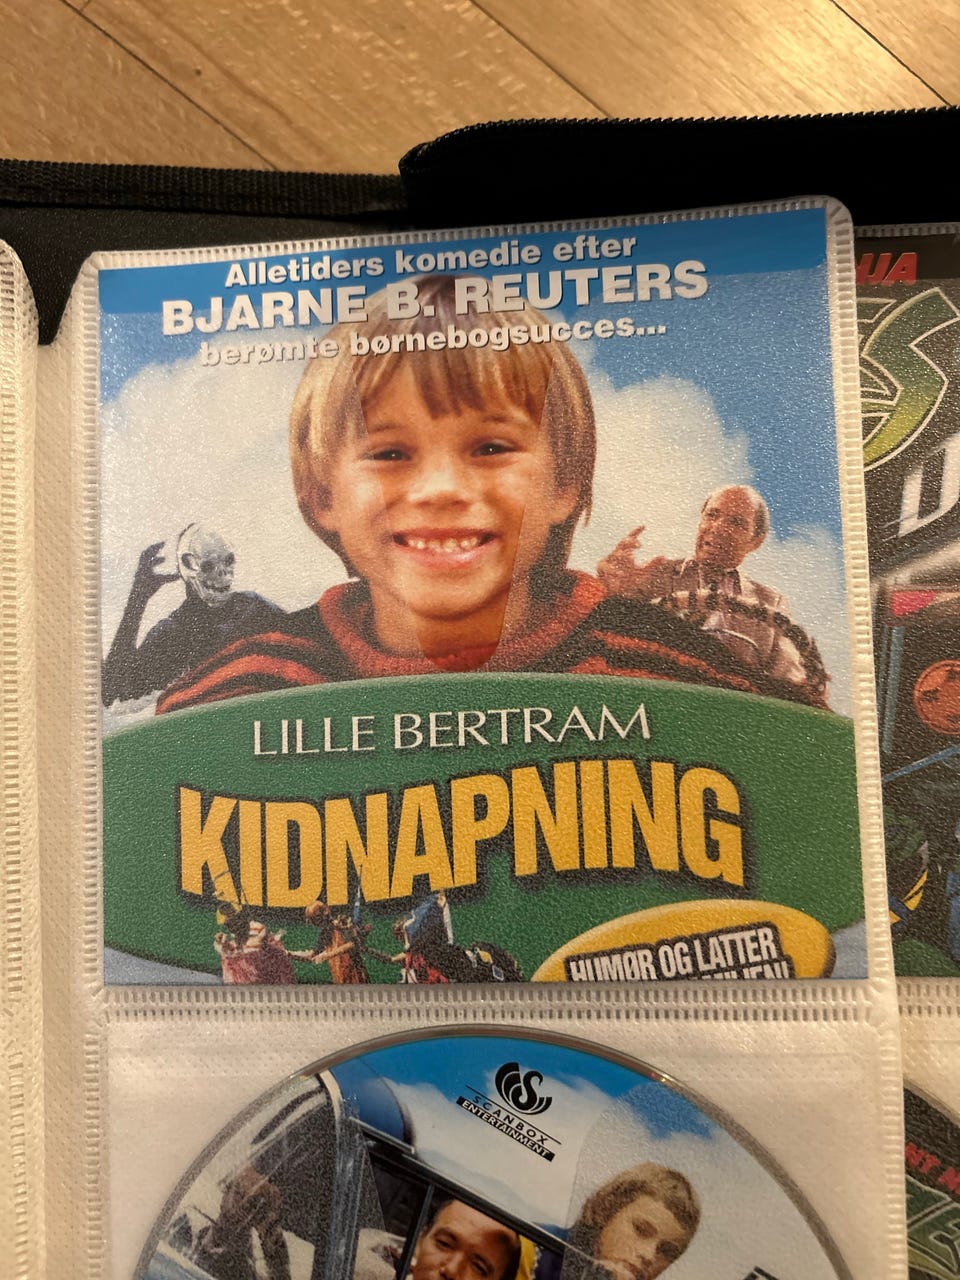 Alletiders komedie efter
BJARNE B. REUTERS
berømte børnebogsucces...
LILLE BERTRAM
KIDNAPNING
HUMØR OG LATTER
SCANBOX
ENTERTAINMENT